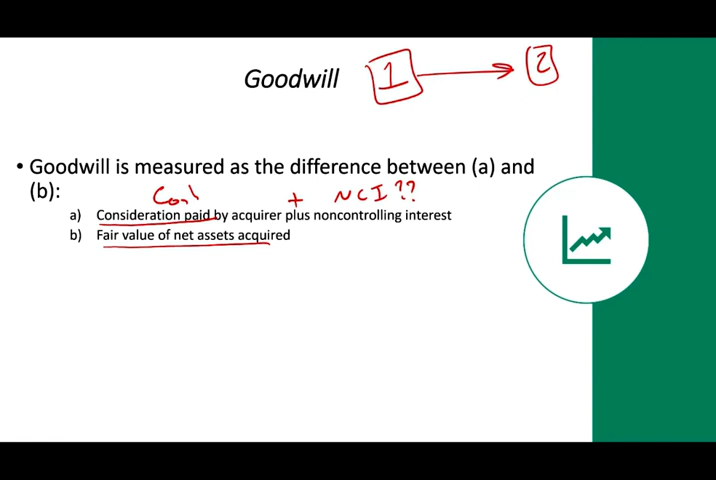 Goodwill 1 2
• Goodwill is measured as the difference between (a) and
(b):
+ NCI??
a) Consideration paid by acquirer plus noncontrolling interest
b) Fair value of net assets acquired